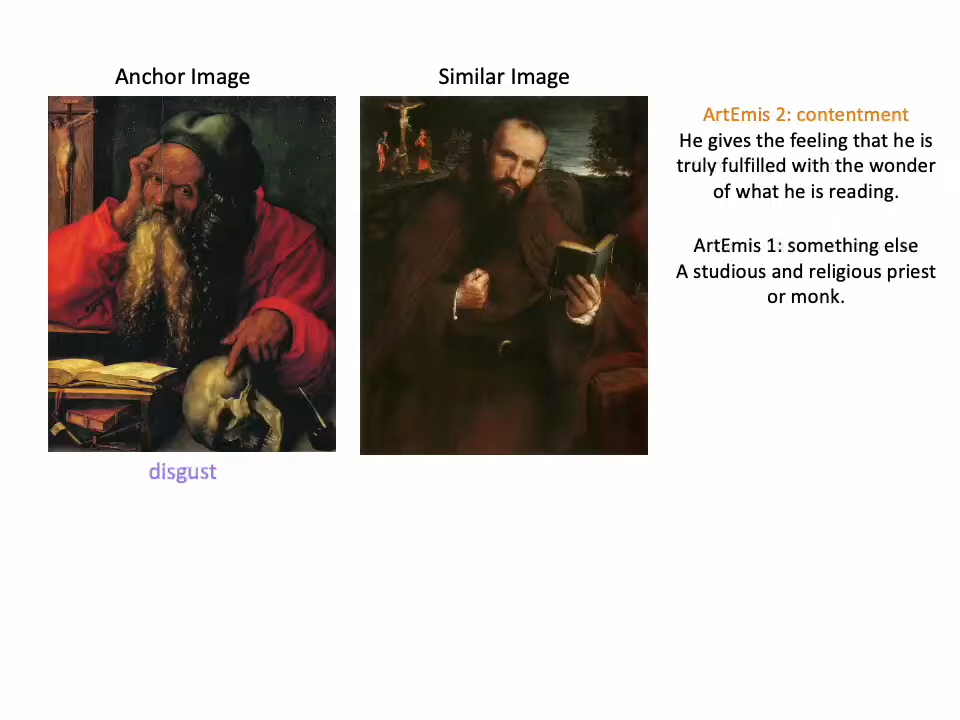 Anchor Image
Similar Image
ArtEmis 2: contentment
He gives the feeling that he is
truly fulfilled with the wonder
of what he is reading.
ArtEmis 1: something else
A studious and religious priest
or monk.
disgust